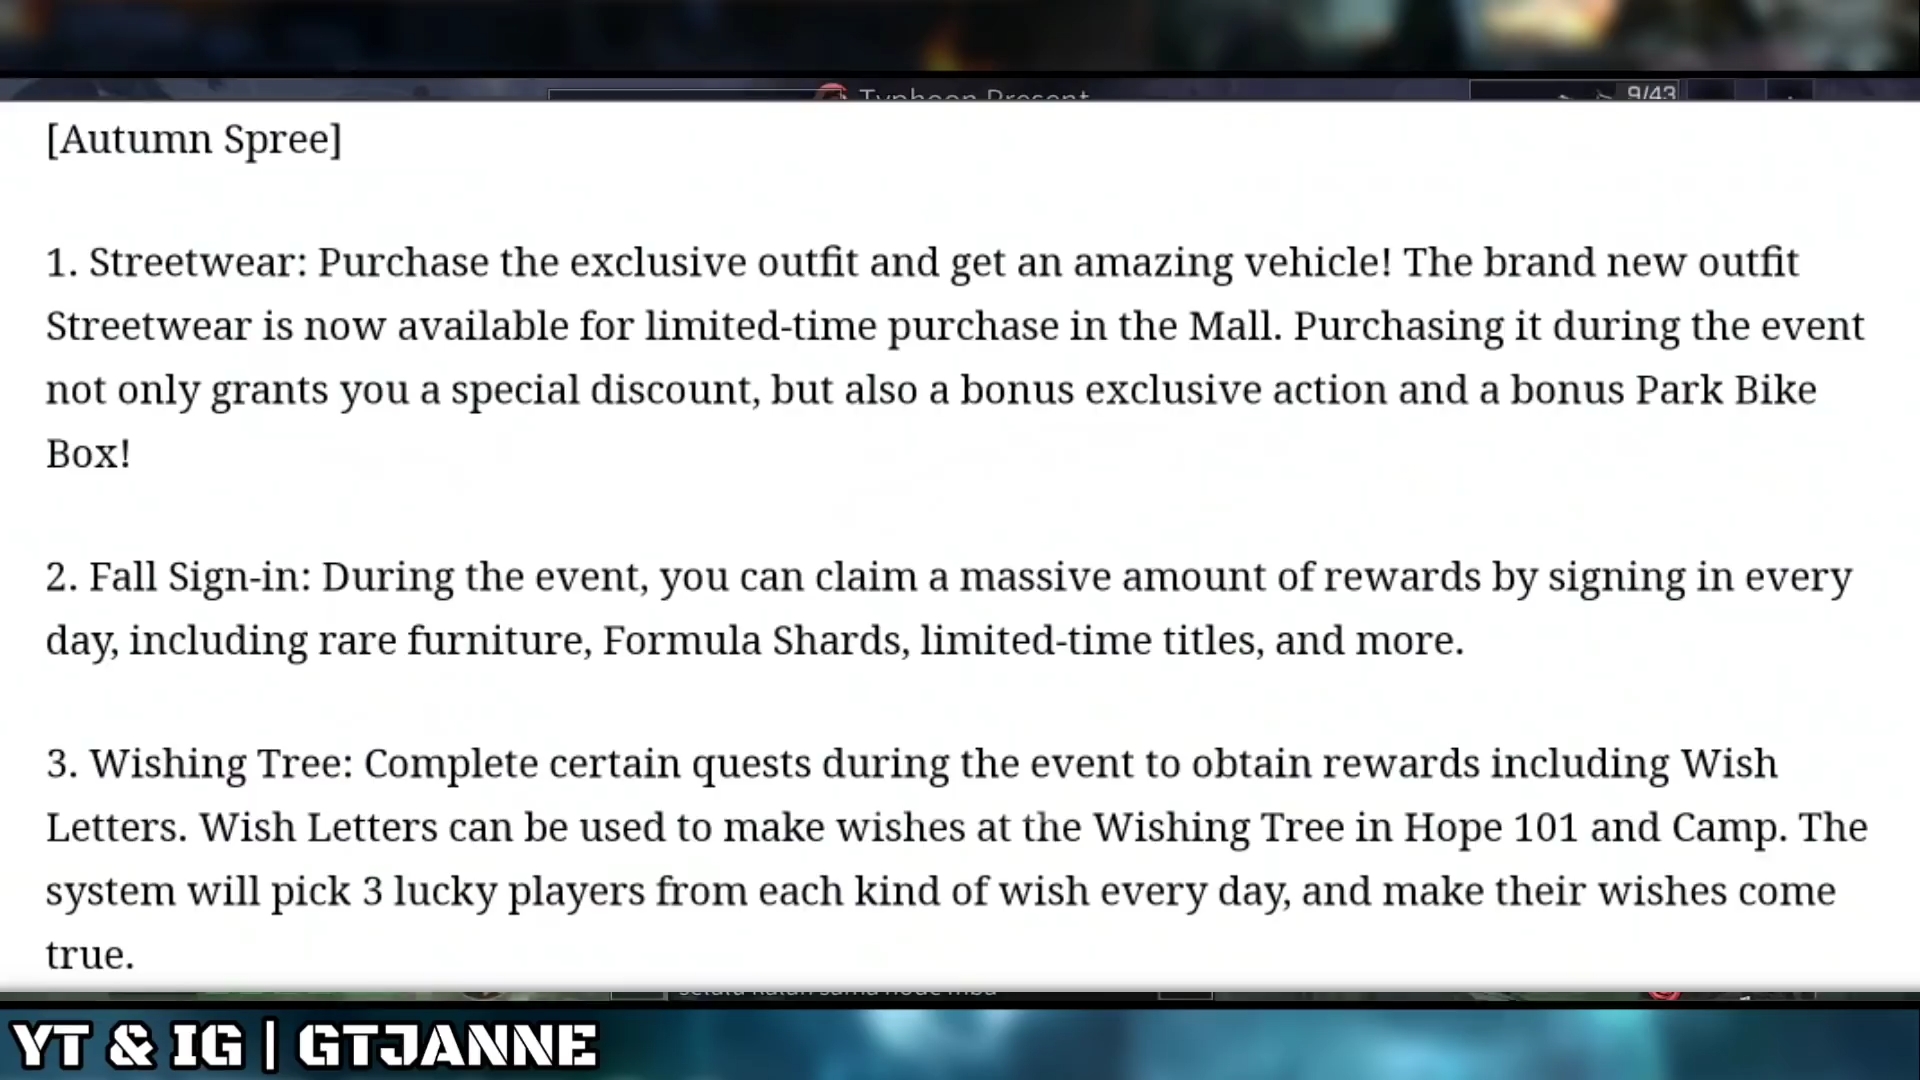 Typhoon Present
9/43
[Autumn Spree]
1. Streetwear: Purchase the exclusive outfit and get an amazing vehicle! The brand new outfit
Streetwear is now available for limited-time purchase in the Mall. Purchasing it during the event
not only grants you a special discount, but also a bonus exclusive action and a bonus Park Bike
Box!
2. Fall Sign-in: During the event, you can claim a massive amount of rewards by signing in every
day, including rare furniture, Formula Shards, limited-time titles, and more.
3. Wishing Tree: Complete certain quests during the event to obtain rewards including Wish
Letters. Wish Letters can be used to make wishes at the Wishing Tree in Hope 101 and Camp. The
system will pick 3 lucky players from each kind of wish every day, and make their wishes come
true.
YT & IG | GTJANNE